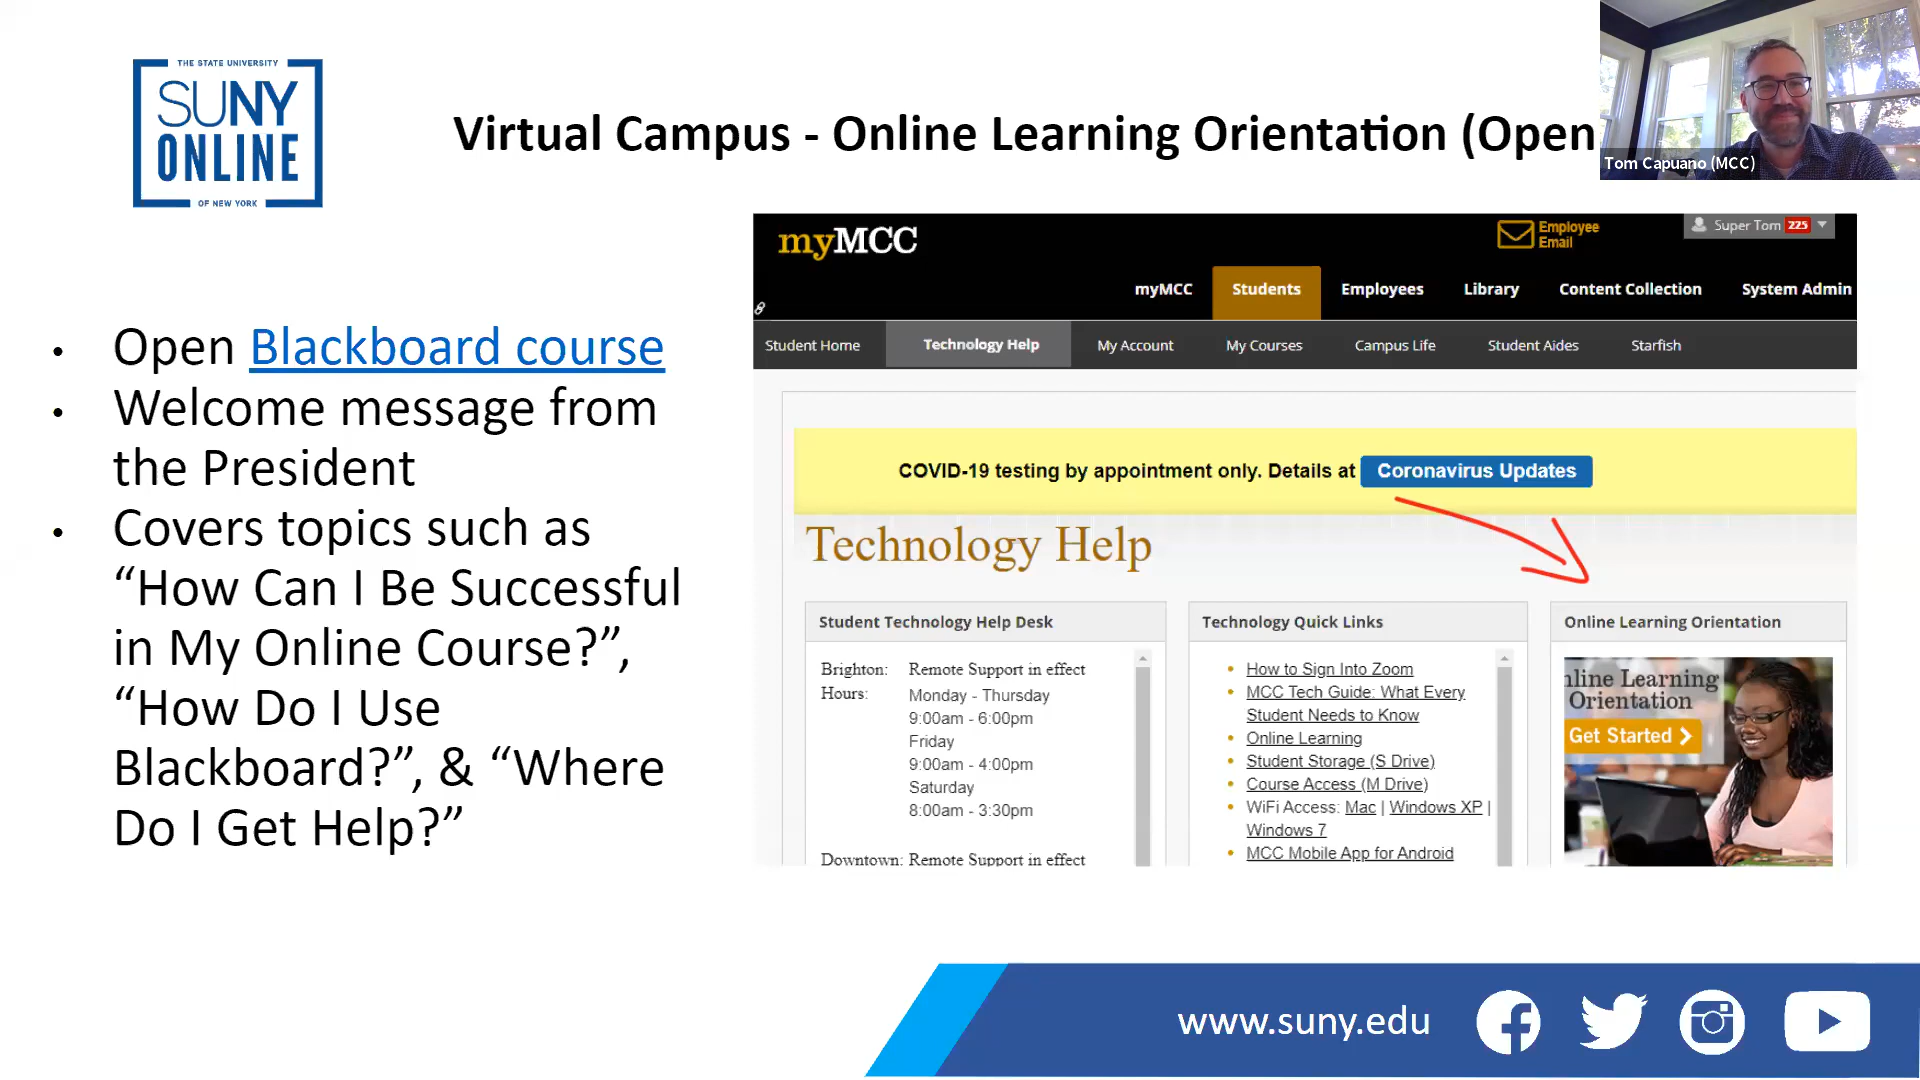 THE STATE UNIVERSITY
SUNY
ONLINE
OF NEW YORK
Virtual Campus - Online Learning Orientation (Open
Tom Capuano (MCC)
• Open Blackboard course
• Welcome message from
the President
• Covers topics such as
“How Can I Be Successful
in My Online Course?”,
“How Do I Use
Blackboard?”, & “Where
Do I Get Help?”
myMCC
Employee
Email
Super Tom 225
myMCC Students Employees Library Content Collection System Admin
Student Home Technology Help My Account My Courses Campus Life Student Aides Starfish
COVID-19 testing by appointment only. Details at Coronavirus Updates
Technology Help
Student Technology Help Desk
Brighton: Remote Support in effect
Hours: Monday - Thursday
9:00am - 6:00pm
Friday
9:00am - 4:00pm
Saturday
8:00am - 3:30pm
Downtown: Remote Support in effect
Technology Quick Links
• How to Sign Into Zoom
• MCC Tech Guide: What Every
Student Needs to Know
• Online Learning
• Student Storage (S Drive)
• Course Access (M Drive)
• WiFi Access: Mac | Windows XP |
Windows 7
• MCC Mobile App for Android
Online Learning Orientation
nline Learning
Orientation
Get Started
www.suny.edu